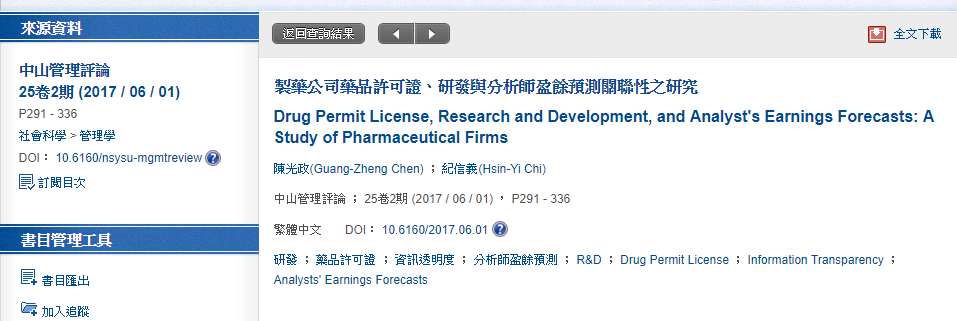 來源資料
中山管理評論
25卷2期 (2017 / 06 / 01)
P291 - 336
社會科學 > 管理學
DOI： 10.6160/nsysu-mgmtreview ?
訂閱目次
書目管理工具
書目匯出
加入追蹤
返回查詢結果
全文下載
製藥公司藥品許可證、研發與分析師盈餘預測關聯性之研究
Drug Permit License, Research and Development, and Analyst's Earnings Forecasts: A
Study of Pharmaceutical Firms
陳光政(Guang-Zheng Chen) ； 紀信義(Hsin-Yi Chi)
中山管理評論 ； 25卷2期 (2017 / 06 / 01) ， P291 - 336
繁體中文 DOI： 10.6160/2017.06.01 ?
研發 ； 藥品許可證 ； 資訊透明度 ； 分析師盈餘預測 ； R&D ； Drug Permit License ； Information Transparency ；
Analysts' Earnings Forecasts